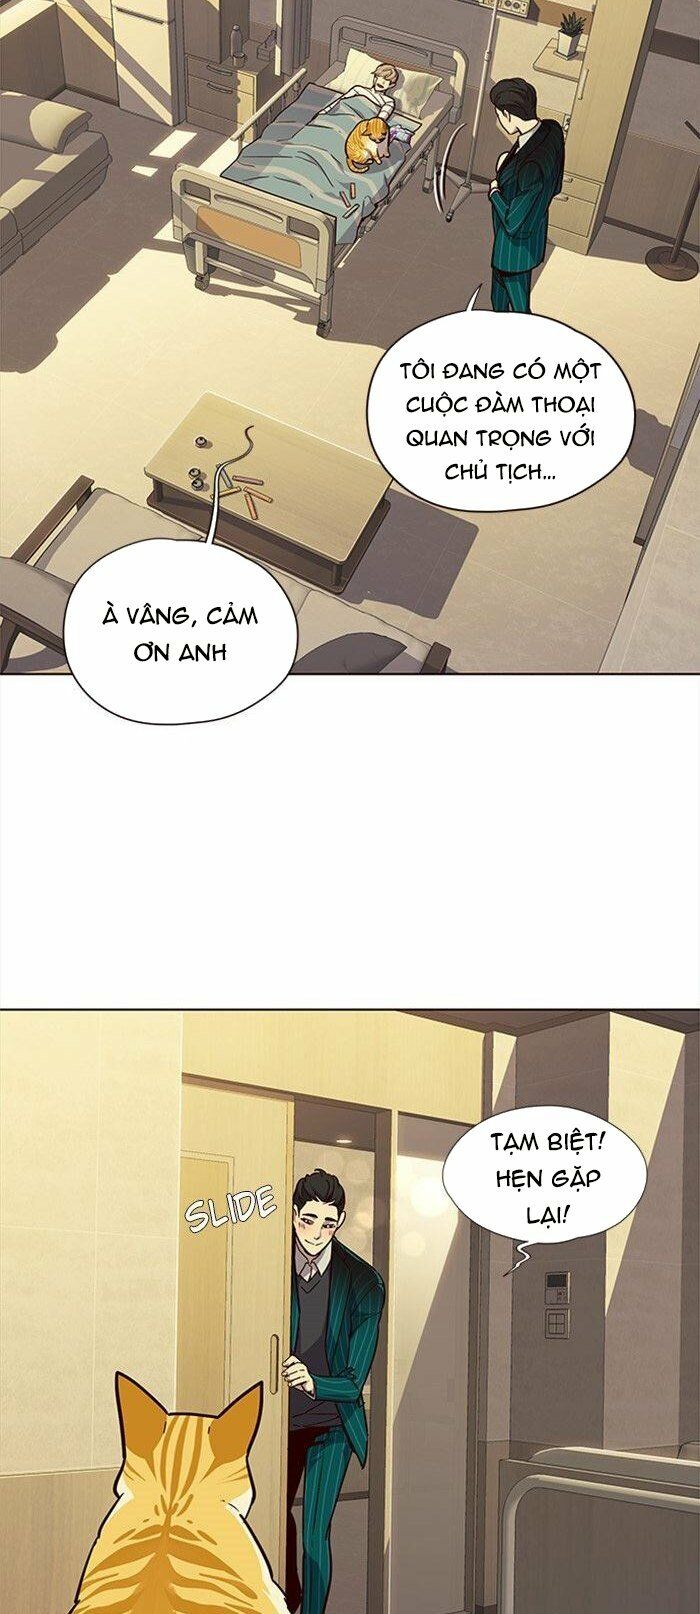 TÔI ĐANG CÓ MỘT
CUỘC ĐÀM THOẠI
QUAN TRỌNG VỚI
CHỦ TỊCH...
À VÂNG, CẢM
ƠN ANH
TẠM BIỆT!
HẸN GẶP
LẠI!
SLIDE